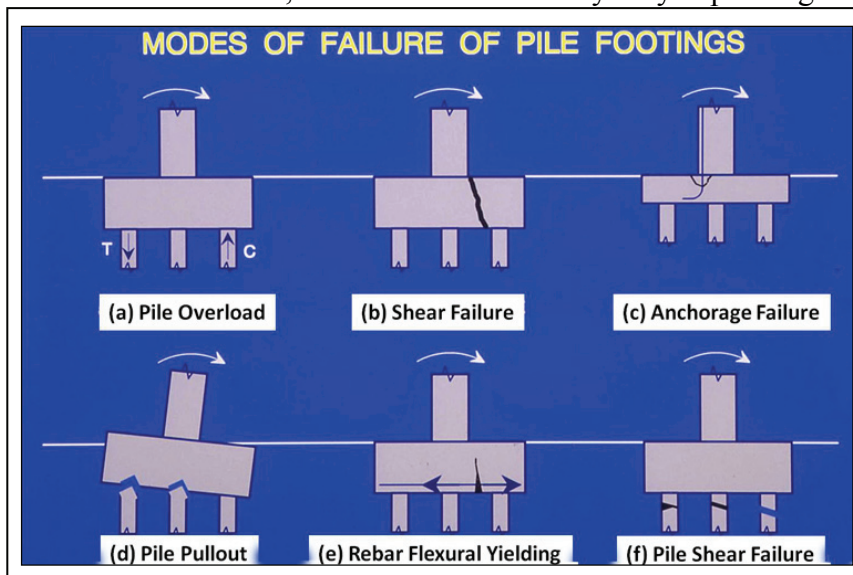 MODES OF FAILURE OF PILE FOOTINGS
T
C
(a) Pile Overload
(b) Shear Failure
(c) Anchorage Failure
(d) Pile Pullout
(e) Rebar Flexural Yielding
(f) Pile Shear Failure